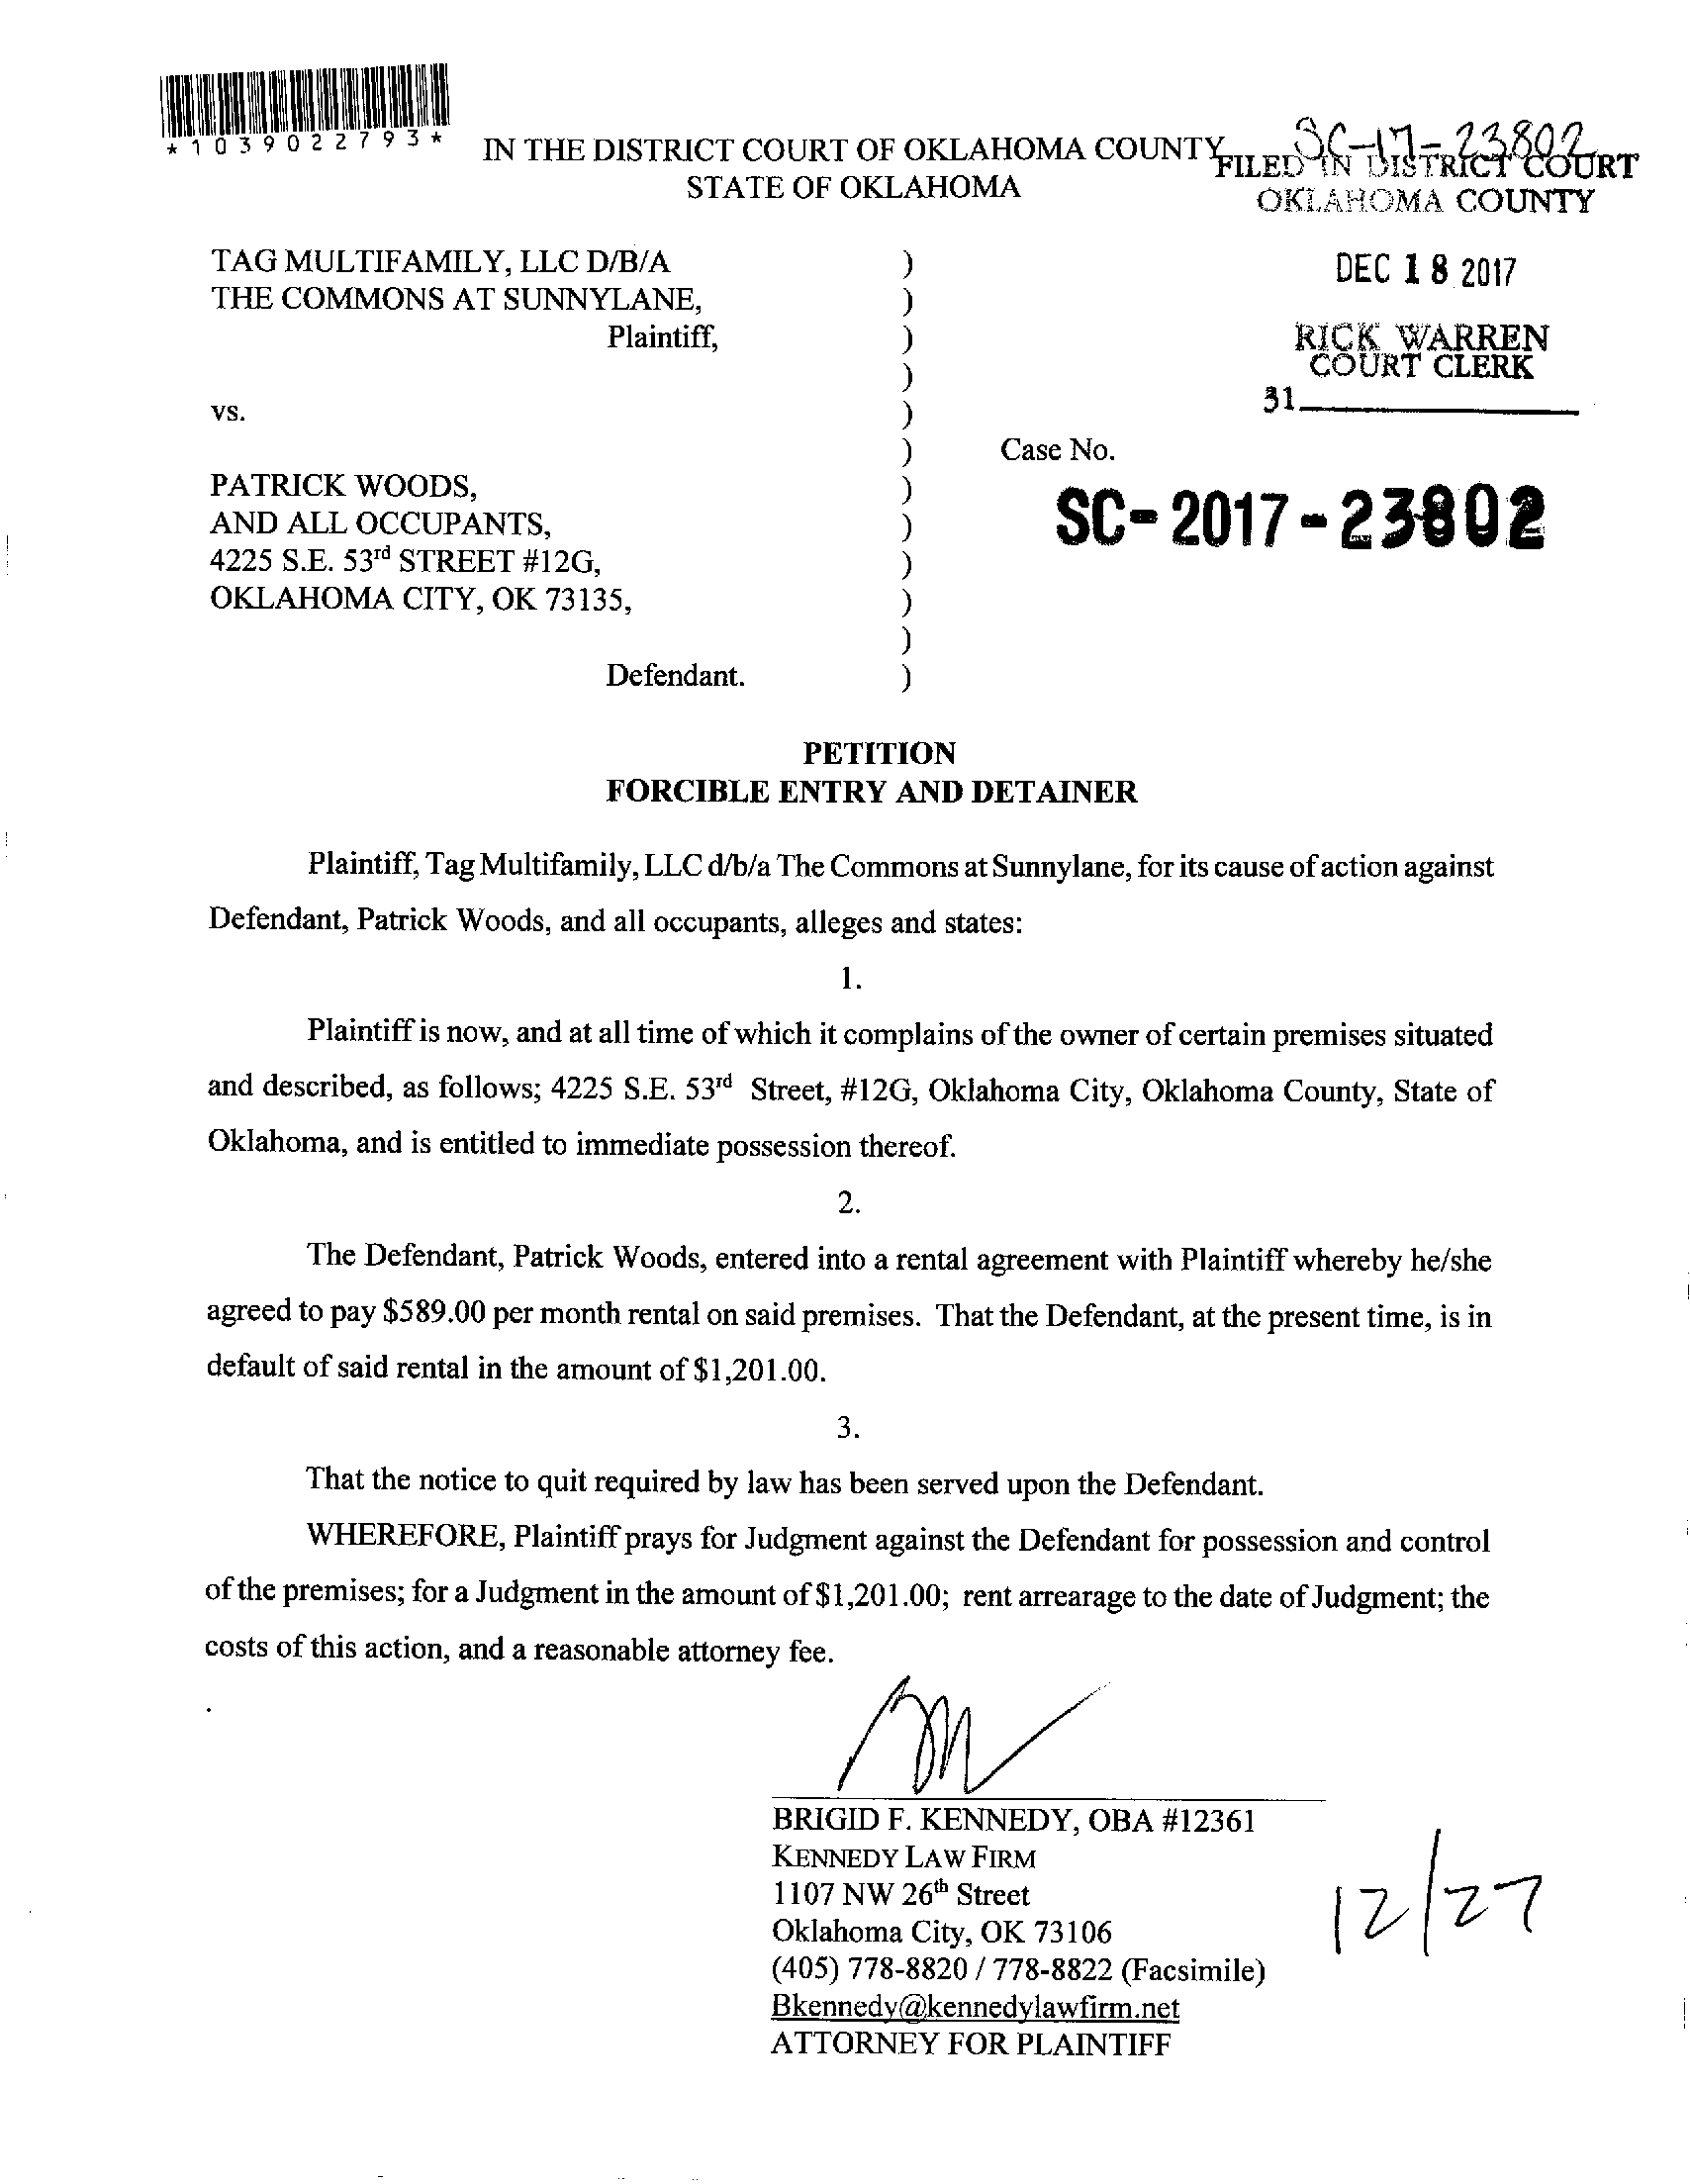 *1039022793*
IN THE DISTRICT COURT OF OKLAHOMA COUNTY
STATE OF OKLAHOMA
SC-17-23802
FILED IN DISTRICT COURT
OKLAHOMA COUNTY
DEC 18 2017
RICK WARREN
COURT CLERK
31
TAG MULTIFAMILY, LLC D/B/A )
THE COMMONS AT SUNNYLANE, )
Plaintiff, )
)
vs. )
) Case No.
PATRICK WOODS, )
AND ALL OCCUPANTS, ) SC-2017-23802
4225 S.E. 53rd STREET #12G, )
OKLAHOMA CITY, OK 73135, )
)
Defendant. )
PETITION
FORCIBLE ENTRY AND DETAINER
Plaintiff, Tag Multifamily, LLC d/b/a The Commons at Sunnylane, for its cause of action against
Defendant, Patrick Woods, and all occupants, alleges and states:
1.
Plaintiff is now, and at all time of which it complains of the owner of certain premises situated
and described, as follows; 4225 S.E. 53rd Street, #12G, Oklahoma City, Oklahoma County, State of
Oklahoma, and is entitled to immediate possession thereof.
2.
The Defendant, Patrick Woods, entered into a rental agreement with Plaintiff whereby he/she
agreed to pay $589.00 per month rental on said premises. That the Defendant, at the present time, is in
default of said rental in the amount of $1,201.00.
3.
That the notice to quit required by law has been served upon the Defendant.
WHEREFORE, Plaintiff prays for Judgment against the Defendant for possession and control
of the premises; for a Judgment in the amount of $1,201.00; rent arrearage to the date of Judgment; the
costs of this action, and a reasonable attorney fee.
BRIGID F. KENNEDY, OBA #12361
KENNEDY LAW FIRM
1107 NW 26th Street
Oklahoma City, OK 73106
(405) 778-8820 / 778-8822 (Facsimile)
Bkennedy@kennedylawfirm.net
ATTORNEY FOR PLAINTIFF
12/27